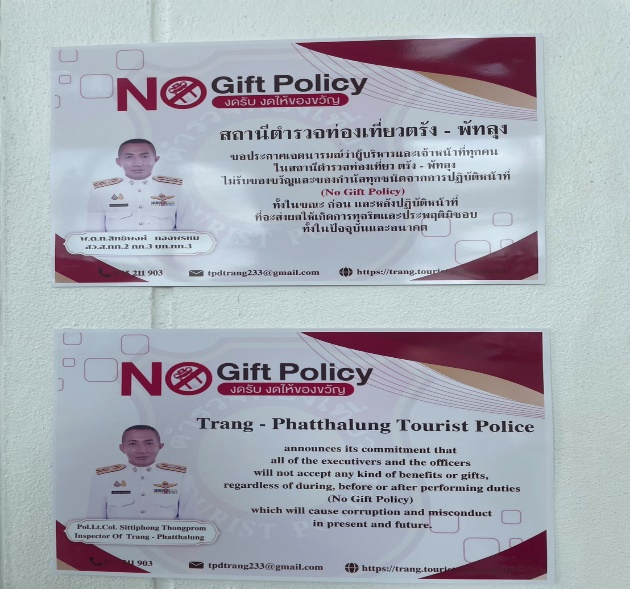 NO Gift Policy
งดรับ งดให้ของขวัญ
สถานีตำรวจท่องเที่ยวตรัง - พัทลุง
ขอประกาศเจตนารมณ์ว่าผู้บริหารและเจ้าหน้าที่ทุกคน
ในสถานีตำรวจท่องเที่ยว ตรัง - พัทลุง
ไม่รับของขวัญและของกำนัลทุกชนิดจากการปฏิบัติหน้าที่
(No Gift Policy)
ทั้งในขณะ ก่อน และหลังปฏิบัติหน้าที่
ที่จะส่งผลให้เกิดการทุจริตและประพฤติมิชอบ
ทั้งในปัจจุบันและอนาคต
พ.ต.ท.สิทธิพงศ์ ทองพรหม
สว.ส.ทท.2 กก.3 บก.ทท.3
211 903 tpdtrang233@gmail.com https://trang.touris
NO Gift Policy
งดรับ งดให้ของขวัญ
Trang - Phatthalung Tourist Police
announces its commitment that
all of the executivers and the officers
will not accept any kind of benefits or gifts,
regardless of during, before or after performing duties
(No Gift Policy)
which will cause corruption and misconduct
in present and future.
Pol.Lt.Col. Sittiphong Thongprom
Inspector Of Trang - Phatthalung
211 903 tpdtrang233@gmail.com https://trang.touris